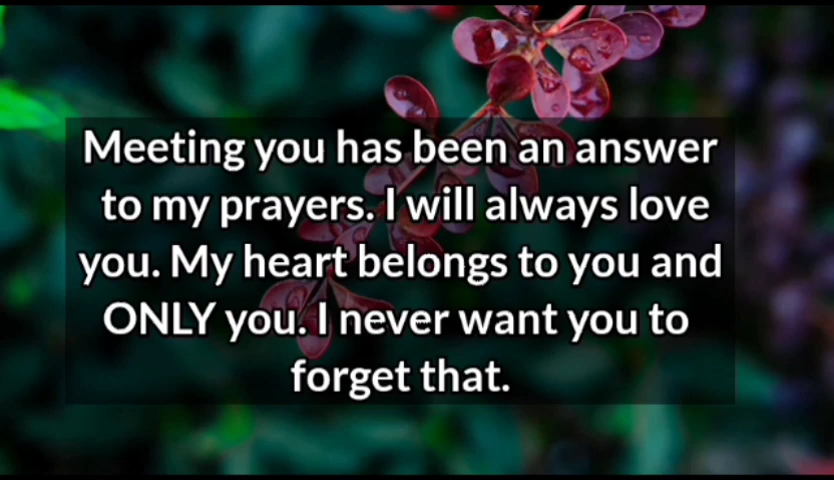 Meeting you has been an answer
to my prayers. I will always love
you. My heart belongs to you and
ONLY you. I never want you to
forget that.